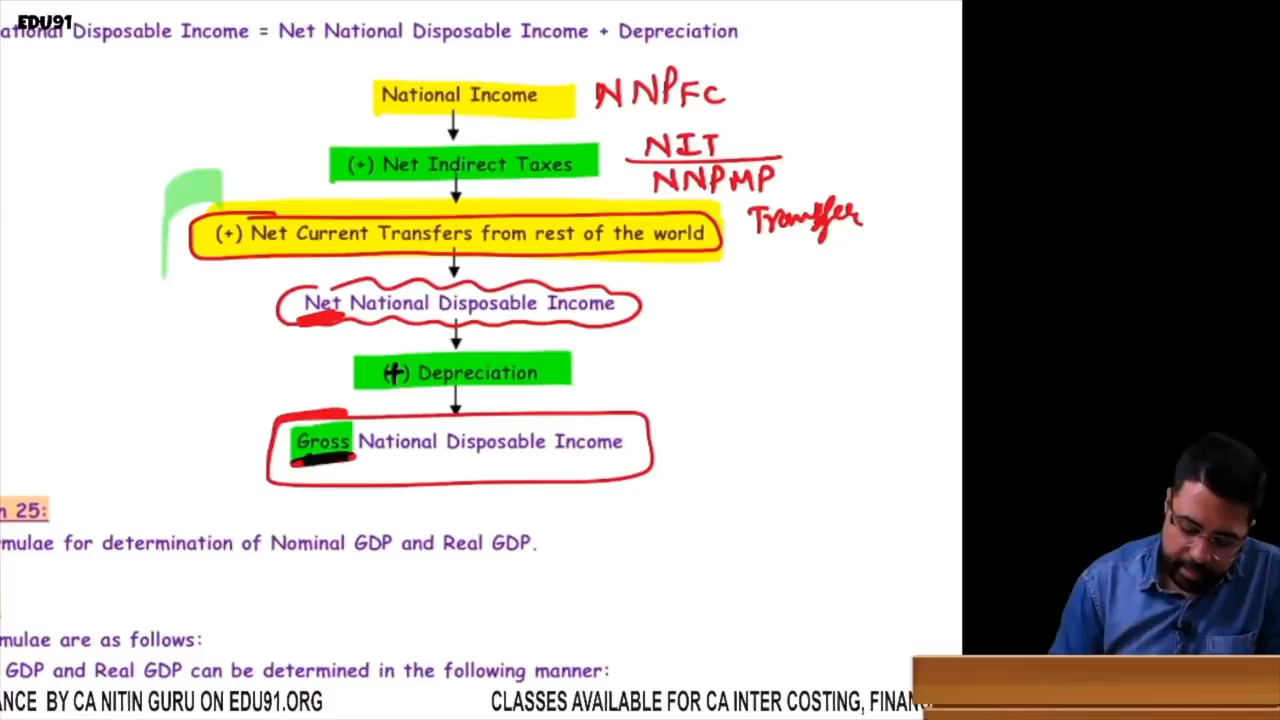 EDU91
ational Disposable Income = Net National Disposable Income + Depreciation
National Income NNPFC
(+) Net Indirect Taxes NIT
NNPMP
(+) Net Current Transfers from rest of the world Transfer
Net National Disposable Income
(+) Depreciation
Gross National Disposable Income
n 25:
mulae for determination of Nominal GDP and Real GDP.
mulae are as follows:
GDP and Real GDP can be determined in the following manner:
ANCE BY CA NITIN GURU ON EDU91.ORG CLASSES AVAILABLE FOR CA INTER COSTING, FINAN